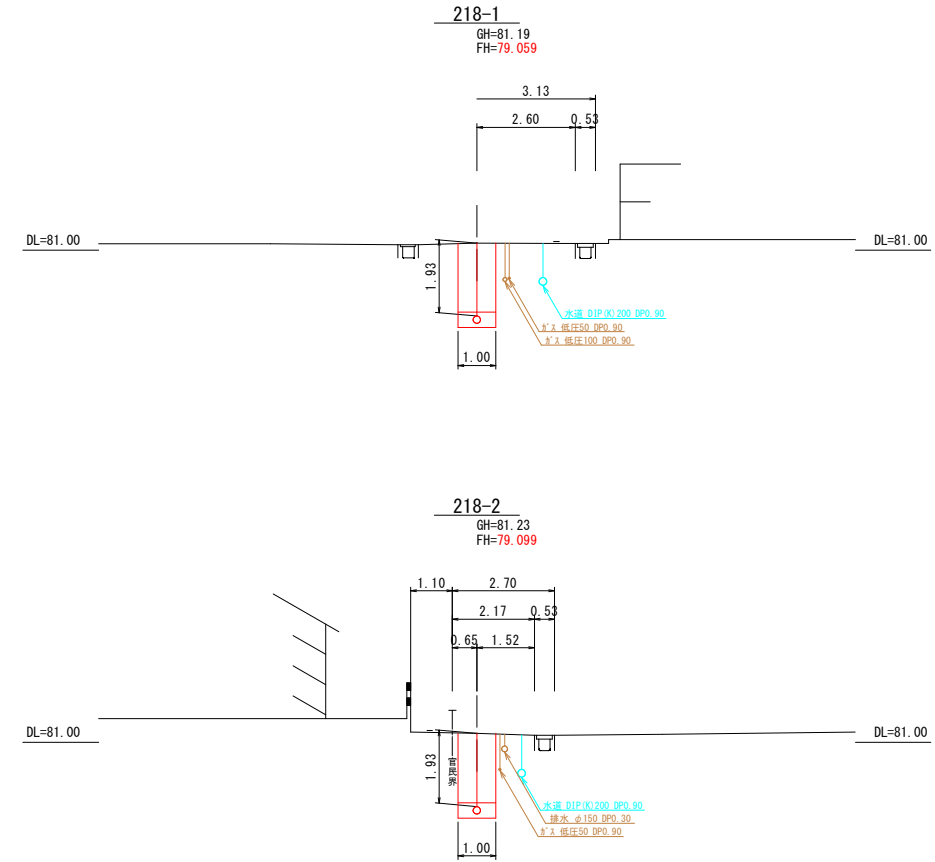 218-1
GH=81.19
FH=79.059
3.13
2.60 0.53
DL=81.00 DL=81.00
1.93
水道 DIP(K)200 DP0.90
ガス 低圧50 DP0.90
ガス 低圧100 DP0.90
1.00
218-2
GH=81.23
FH=79.099
1.10 2.70
2.17 0.53
0.65 1.52
DL=81.00 DL=81.00
1.93
水道 DIP(K)200 DP0.90
排水 φ150 DP0.30
ガス 低圧50 DP0.90
1.00